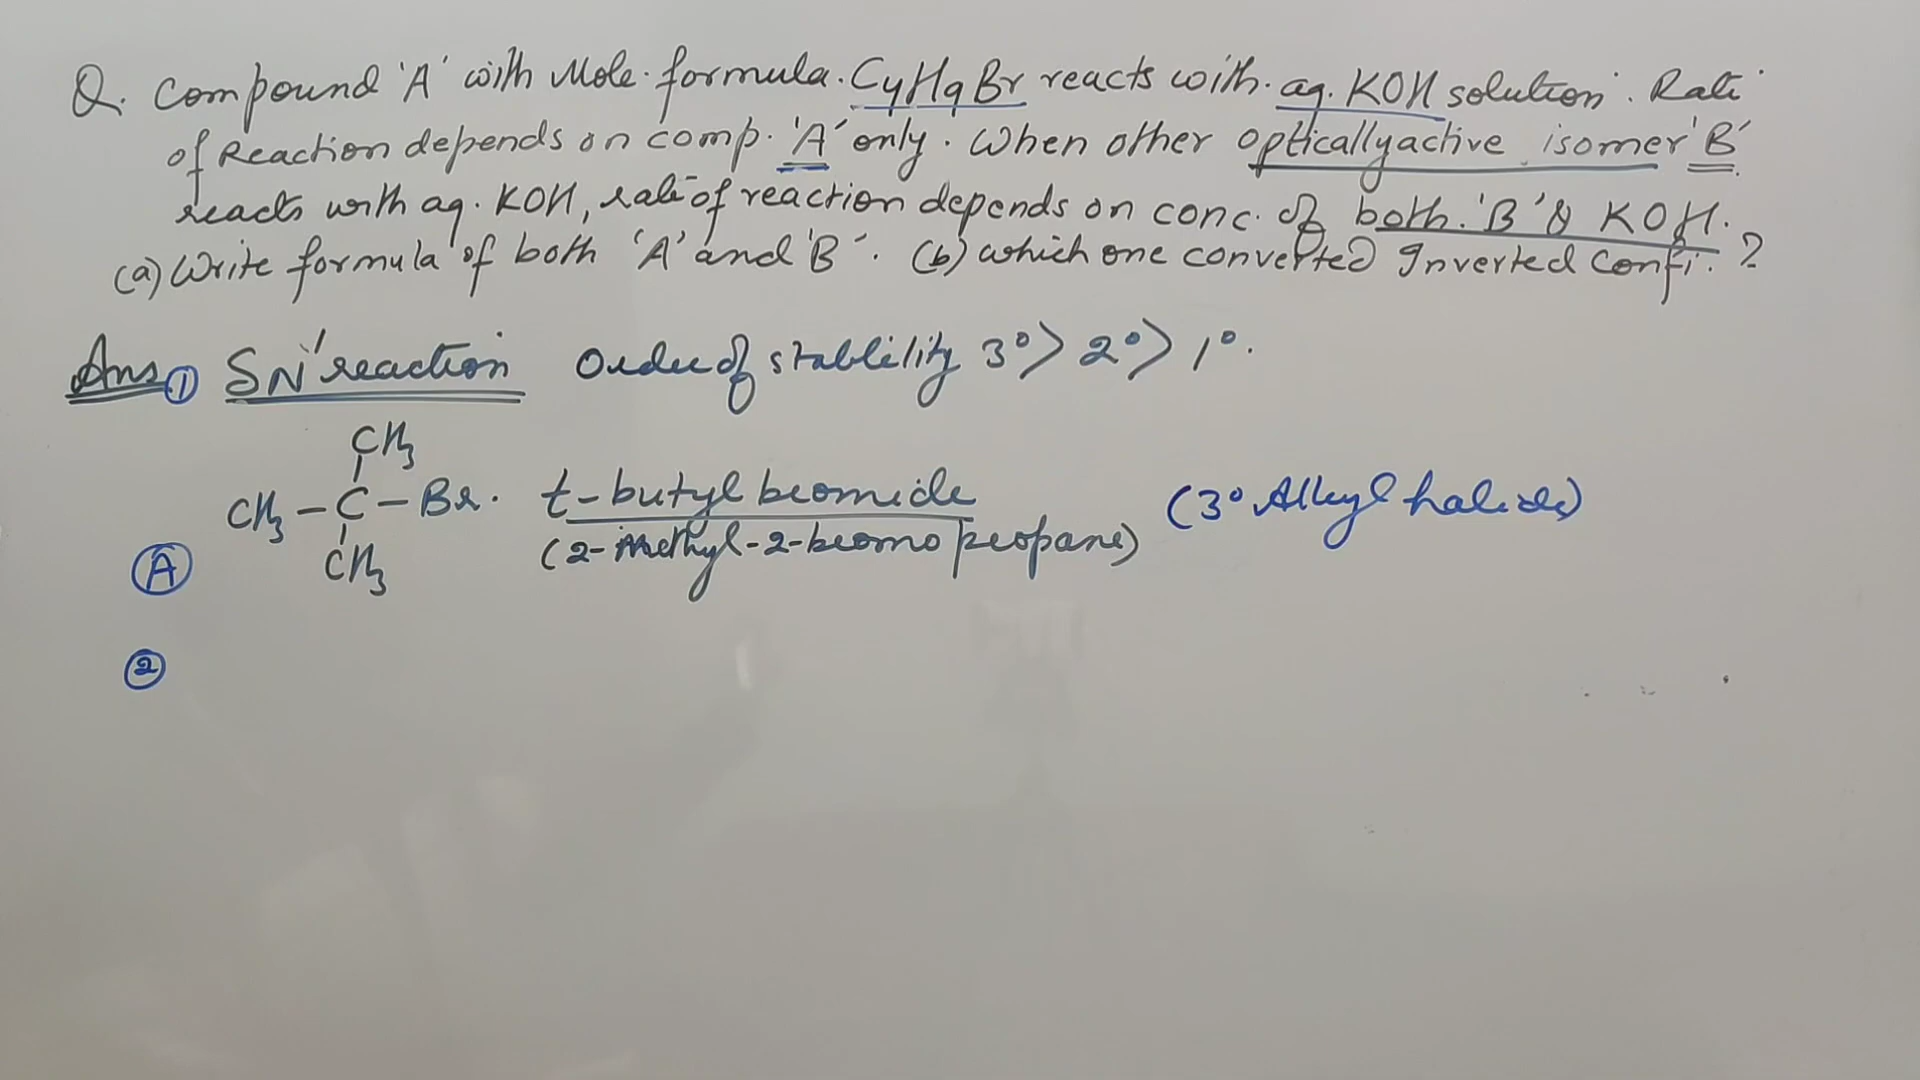 Q. Compound 'A' with Mole. formula. C4H9Br reacts with. aq. KOH solution. Rate
of Reaction depends on comp. 'A' only. When other optically active isomer 'B'
reacts with aq. KOH, rate of reaction depends on conc. of both. 'B' & KOH.
(a) Write formula of both 'A' and 'B'. (b) which one converted Inverted Confi. ?
Ans ① SN1 reaction Order of stability 3° > 2° > 1°.
CH3
CH3 – C – Br. t-butyl bromide (3° Alkyl halide)
(2-methyl-2-bromo propane)
Ⓐ CH3
②